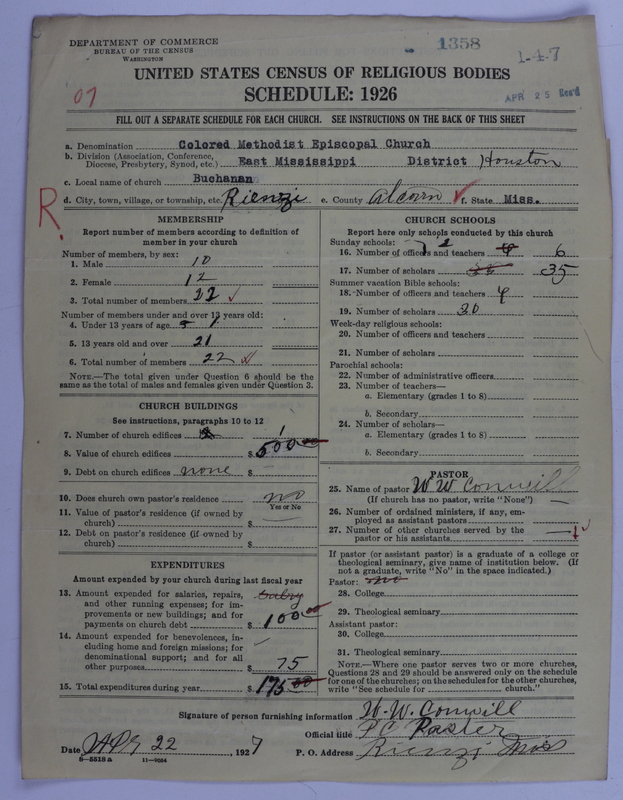 DEPARTMENT OF COMMERCE
BUREAU OF THE CENSUS
WASHINGTON
1358
1-4-7
APR 25 Rec'd
07
UNITED STATES CENSUS OF RELIGIOUS BODIES
SCHEDULE: 1926
FILL OUT A SEPARATE SCHEDULE FOR EACH CHURCH. SEE INSTRUCTIONS ON THE BACK OF THIS SHEET
a. Denomination Colored Methodist Episcopal Church
b. Division (Association, Conference, Diocese, Presbytery, Synod, etc.) East Mississippi District Houston
c. Local name of church Buchanan
d. City, town, village, or township, etc. Rienzi e. County Alcorn f. State Miss.
R.
MEMBERSHIP
Report number of members according to definition of
member in your church
Number of members, by sex:
1. Male 10
2. Female 12
3. Total number of members 22
Number of members under and over 13 years old:
4. Under 13 years of age 1
5. 13 years old and over 21
6. Total number of members 22
NOTE.—The total given under Question 6 should be the
same as the total of males and females given under Question 3.
CHURCH BUILDINGS
See instructions, paragraphs 10 to 12
7. Number of church edifices 1
8. Value of church edifices $ 500 00
9. Debt on church edifices none $ —
10. Does church own pastor's residence no
Yes or No
11. Value of pastor's residence (if owned by
church) $ —
12. Debt on pastor's residence (if owned by
church) $
EXPENDITURES
Amount expended by your church during last fiscal year
13. Amount expended for salaries, repairs,
and other running expenses; for im-
provements or new buildings; and for
payments on church debt $ 100 00
14. Amount expended for benevolences, in-
cluding home and foreign missions; for
denominational support; and for all
other purposes $ 75
15. Total expenditures during year $ 175 00
CHURCH SCHOOLS
Report here only schools conducted by this church
Sunday schools:
16. Number of officers and teachers 6
17. Number of scholars 35
Summer vacation Bible schools:
18. Number of officers and teachers 4
19. Number of scholars 30
Week-day religious schools:
20. Number of officers and teachers
21. Number of scholars
Parochial schools:
22. Number of administrative officers
23. Number of teachers—
a. Elementary (grades 1 to 8)
b. Secondary
24. Number of scholars—
a. Elementary (grades 1 to 8)
b. Secondary
PASTOR
25. Name of pastor W W Conwill
(If church has no pastor, write "None")
26. Number of ordained ministers, if any, em-
ployed as assistant pastors
27. Number of other churches served by the
pastor or his assistants 1
If pastor (or assistant pastor) is a graduate of a college or
theological seminary, give name of institution below. (If
not a graduate, write "No" in the space indicated.)
Pastor: no
28. College
29. Theological seminary
Assistant pastor:
30. College
31. Theological seminary
NOTE.—Where one pastor serves two or more churches,
Questions 28 and 29 should be answered only on the schedule
for one of the churches; on the schedules for the other churches,
write "See schedule for church."
Signature of person furnishing information W. W. Conwill
Official title P.C. Paster
Date Apr 22, 1927 P. O. Address Rienzi Miss
8-5518a 11-9054